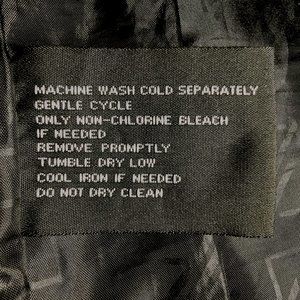 MACHINE WASH COLD SEPARATELY
GENTLE CYCLE
ONLY NON-CHLORINE BLEACH
IF NEEDED
REMOVE PROMPTLY
TUMBLE DRY LOW
COOL IRON IF NEEDED
DO NOT DRY CLEAN